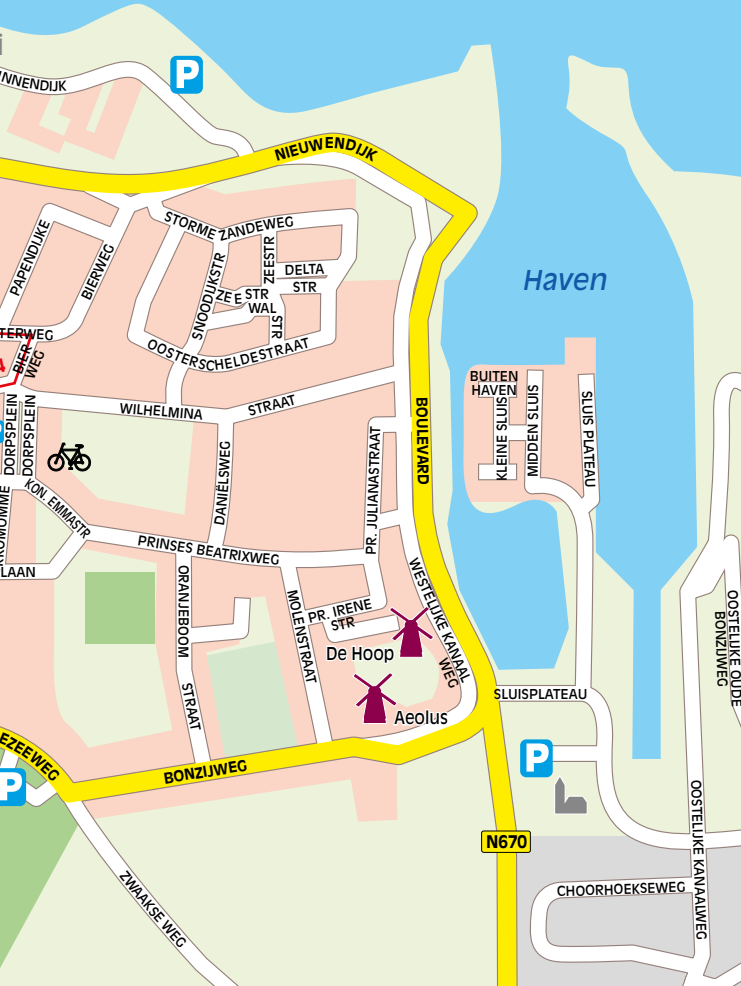 NNENDIJK
P
NIEUWENDIJK
STORME ZANDEWEG
PAPENDIJKE
BIERWEG
ZEESTR
SNOODIJKSTR
DELTA
STR
ZEE STR
WAL
STR
Haven
TERWEG
BIER
WEG
4
OOSTERSCHELDESTRAAT
BUITEN
HAVEN
KLEINE SLUIS
MIDDEN SLUIS
SLUIS PLATEAU
WILHELMINA STRAAT
BOULEVARD
DORPSPLEIN
DORPSPLEIN
DANIËLSWEG
PR. JULIANASTRAAT
KON. EMMASTR
PRINSES BEATRIXWEG
LAAN
ORANJEBOOM
STRAAT
MOLENSTRAAT
PR. IRENE
STR
WESTELIJKE KANAAL
WEG
De Hoop
Aeolus
SLUISPLATEAU
OOSTELIJKE OUDE
BONZIJWEG
EZEEWEG
P
BONZIJWEG
P
N670
OOSTELIJKE KANAALWEG
CHOORHOEKSEWEG
ZWAAKSE WEG